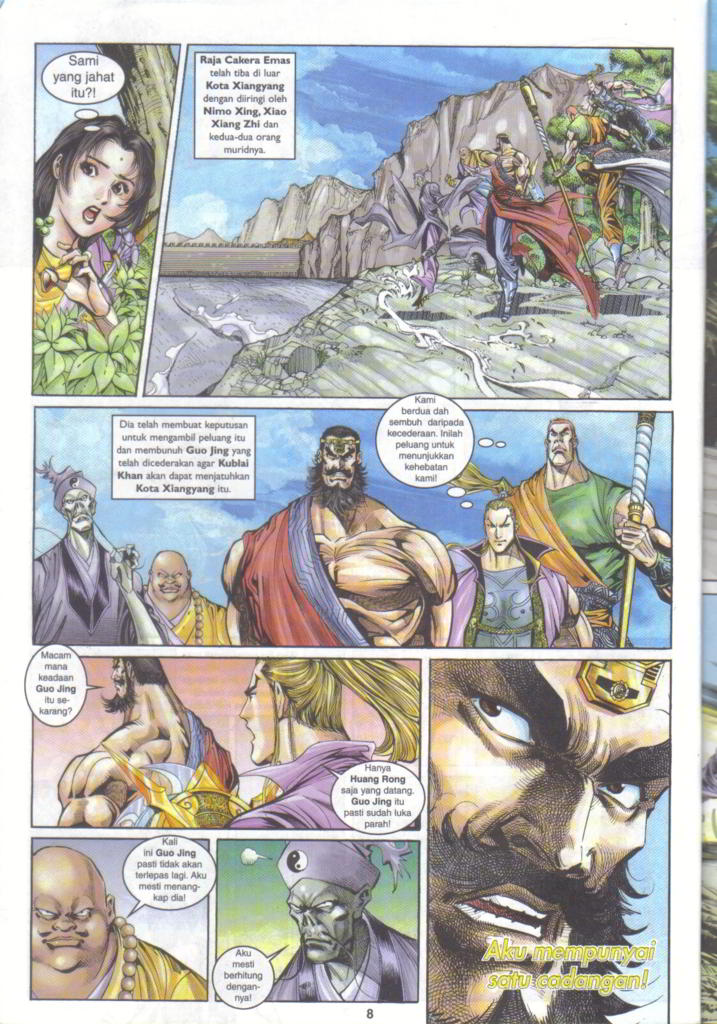 Sami
yang jahat
itu?!
Raja Cakera Emas
telah tiba di luar
Kota Xiangyang
dengan diiringi oleh
Nimo Xing, Xiao
Xiang Zhi dan
kedua-dua orang
muridnya.
Dia telah membuat keputusan
untuk mengambil peluang itu
dan membunuh Guo Jing yang
telah dicederakan agar Kublai
Khan akan dapat menjatuhkan
Kota Xiangyang itu.
Kami
berdua dah
sembuh daripada
kecederaan. Inilah
peluang untuk
menunjukkan
kehebatan
kami!
Macam
mana
keadaan
Guo Jing
itu se-
karang?
Hanya
Huang Rong
saja yang datang.
Guo Jing itu
pasti sudah luka
parah!
Kali
ini Guo Jing
pasti tidak akan
terlepas lagi. Aku
mesti menang-
kap dia!
Aku
mesti
berhitung
dengan-
nya!
Aku mempunyai
satu cadangan!
8